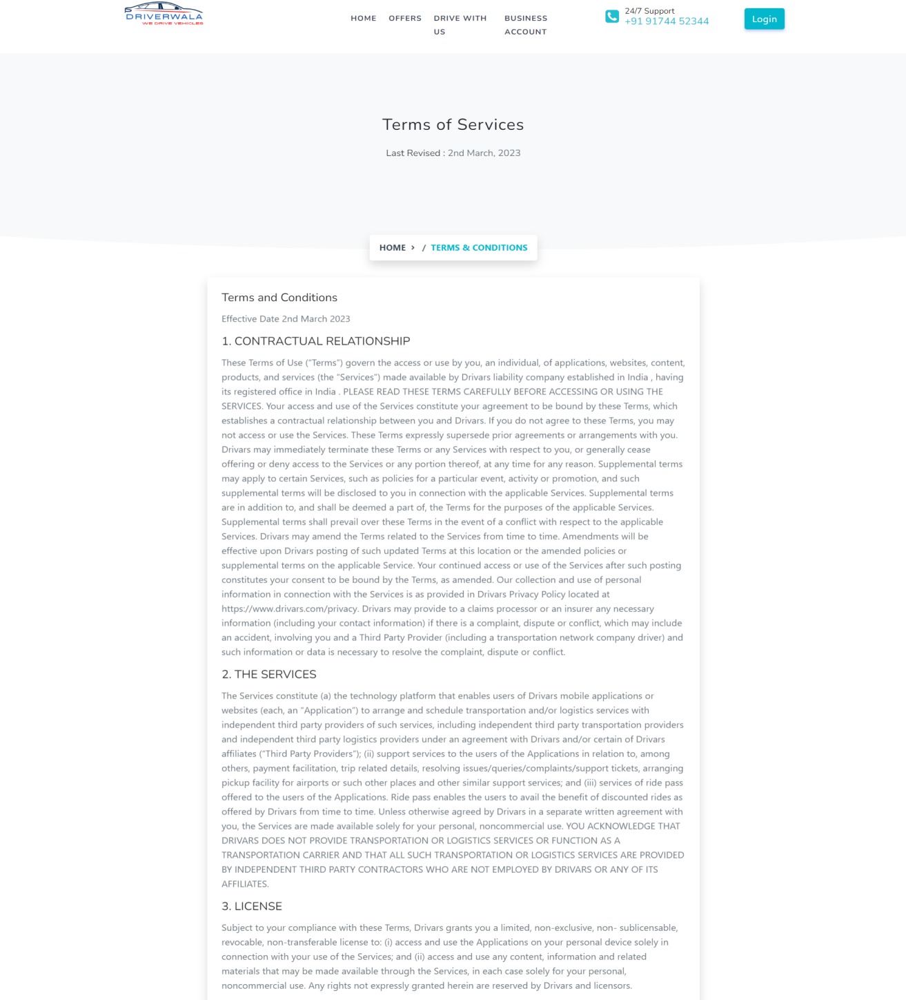 DRIVERWALA
WE DRIVE VEHICLES
HOME
OFFERS
DRIVE WITH
US
BUSINESS
ACCOUNT
24/7 Support
+91 91744 52344
Login
Terms of Services
Last Revised : 2nd March, 2023
HOME > / TERMS & CONDITIONS
Terms and Conditions
Effective Date 2nd March 2023
1. CONTRACTUAL RELATIONSHIP
These Terms of Use (“Terms”) govern the access or use by you, an individual, of applications, websites, content,
products, and services (the “Services”) made available by Drivars liability company established in India , having
its registered office in India . PLEASE READ THESE TERMS CAREFULLY BEFORE ACCESSING OR USING THE
SERVICES. Your access and use of the Services constitute your agreement to be bound by these Terms, which
establishes a contractual relationship between you and Drivars. If you do not agree to these Terms, you may
not access or use the Services. These Terms expressly supersede prior agreements or arrangements with you.
Drivars may immediately terminate these Terms or any Services with respect to you, or generally cease
offering or deny access to the Services or any portion thereof, at any time for any reason. Supplemental terms
may apply to certain Services, such as policies for a particular event, activity or promotion, and such
supplemental terms will be disclosed to you in connection with the applicable Services. Supplemental terms
are in addition to, and shall be deemed a part of, the Terms for the purposes of the applicable Services.
Supplemental terms shall prevail over these Terms in the event of a conflict with respect to the applicable
Services. Drivars may amend the Terms related to the Services from time to time. Amendments will be
effective upon Drivars posting of such updated Terms at this location or the amended policies or
supplemental terms on the applicable Service. Your continued access or use of the Services after such posting
constitutes your consent to be bound by the Terms, as amended. Our collection and use of personal
information in connection with the Services is as provided in Drivars Privacy Policy located at
https://www.drivars.com/privacy. Drivars may provide to a claims processor or an insurer any necessary
information (including your contact information) if there is a complaint, dispute or conflict, which may include
an accident, involving you and a Third Party Provider (including a transportation network company driver) and
such information or data is necessary to resolve the complaint, dispute or conflict.
2. THE SERVICES
The Services constitute (a) the technology platform that enables users of Drivars mobile applications or
websites (each, an “Application”) to arrange and schedule transportation and/or logistics services with
independent third party providers of such services, including independent third party transportation providers
and independent third party logistics providers under an agreement with Drivars and/or certain of Drivars
affiliates (“Third Party Providers”); (ii) support services to the users of the Applications in relation to, among
others, payment facilitation, trip related details, resolving issues/queries/complaints/support tickets, arranging
pickup facility for airports or such other places and other similar support services; and (iii) services of ride pass
offered to the users of the Applications. Ride pass enables the users to avail the benefit of discounted rides as
offered by Drivars from time to time. Unless otherwise agreed by Drivars in a separate written agreement with
you, the Services are made available solely for your personal, noncommercial use. YOU ACKNOWLEDGE THAT
DRIVARS DOES NOT PROVIDE TRANSPORTATION OR LOGISTICS SERVICES OR FUNCTION AS A
TRANSPORTATION CARRIER AND THAT ALL SUCH TRANSPORTATION OR LOGISTICS SERVICES ARE PROVIDED
BY INDEPENDENT THIRD PARTY CONTRACTORS WHO ARE NOT EMPLOYED BY DRIVARS OR ANY OF ITS
AFFILIATES.
3. LICENSE
Subject to your compliance with these Terms, Drivars grants you a limited, non-exclusive, non- sublicensable,
revocable, non-transferable license to: (i) access and use the Applications on your personal device solely in
connection with your use of the Services; and (ii) access and use any content, information and related
materials that may be made available through the Services, in each case solely for your personal,
noncommercial use. Any rights not expressly granted herein are reserved by Drivars and licensors.